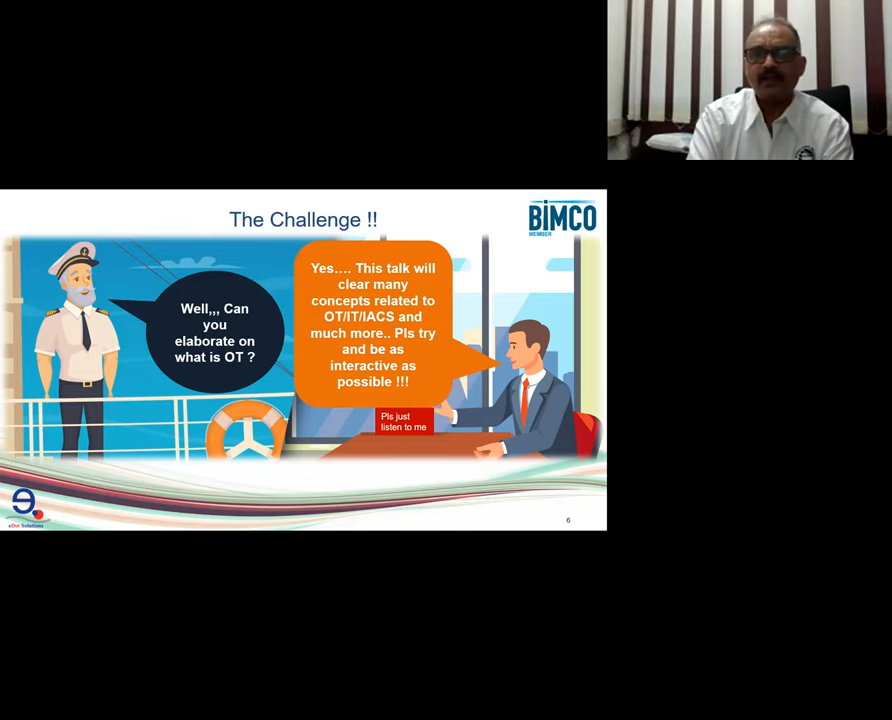 The Challenge !!
BIMCO
MEMBER
Well,,, Can
you
elaborate on
what is OT ?
Yes.... This talk will
clear many
concepts related to
OT/IT/IACS and
much more.. Pls try
and be as
interactive as
possible !!!
Pls just
listen to me
eDot Solutions
6